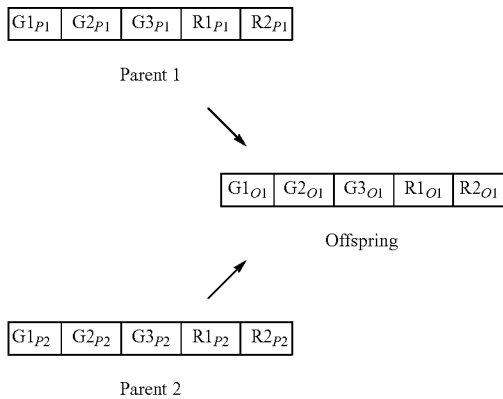 G1P1 G2P1 G3P1 R1P1 R2P1
Parent 1
G1O1 G2O1 G3O1 R1O1 R2O1
Offspring
G1P2 G2P2 G3P2 R1P2 R2P2
Parent 2